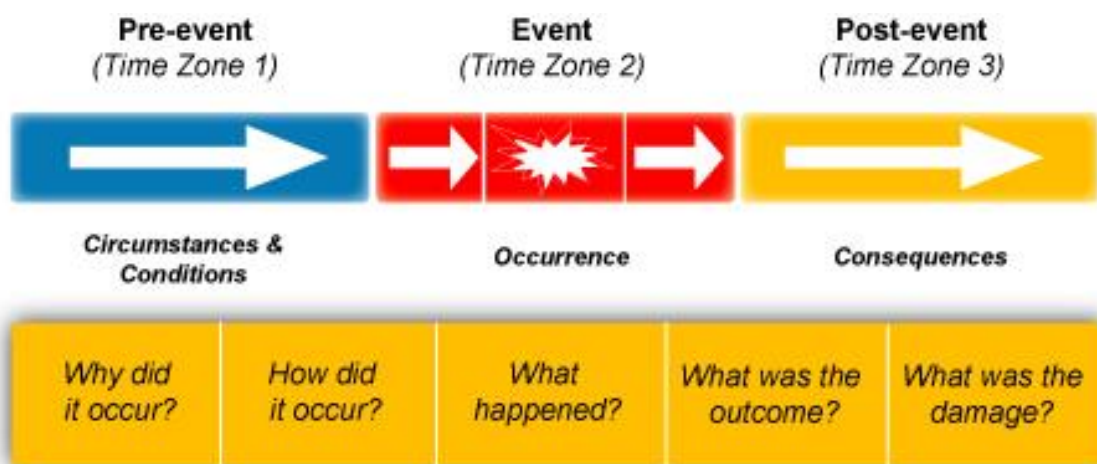 Pre-event
(Time Zone 1)
Event
(Time Zone 2)
Post-event
(Time Zone 3)
Circumstances &
Conditions
Occurrence
Consequences
Why did
it occur?
How did
it occur?
What
happened?
What was the
outcome?
What was the
damage?